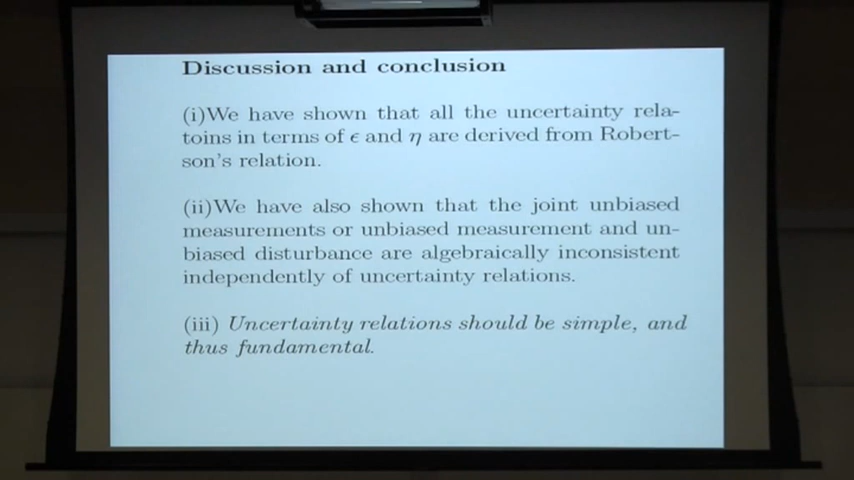 Discussion and conclusion
(i)We have shown that all the uncertainty rela-
toins in terms of ϵ and η are derived from Robert-
son's relation.
(ii)We have also shown that the joint unbiased
measurements or unbiased measurement and un-
biased disturbance are algebraically inconsistent
independently of uncertainty relations.
(iii) Uncertainty relations should be simple, and
thus fundamental.